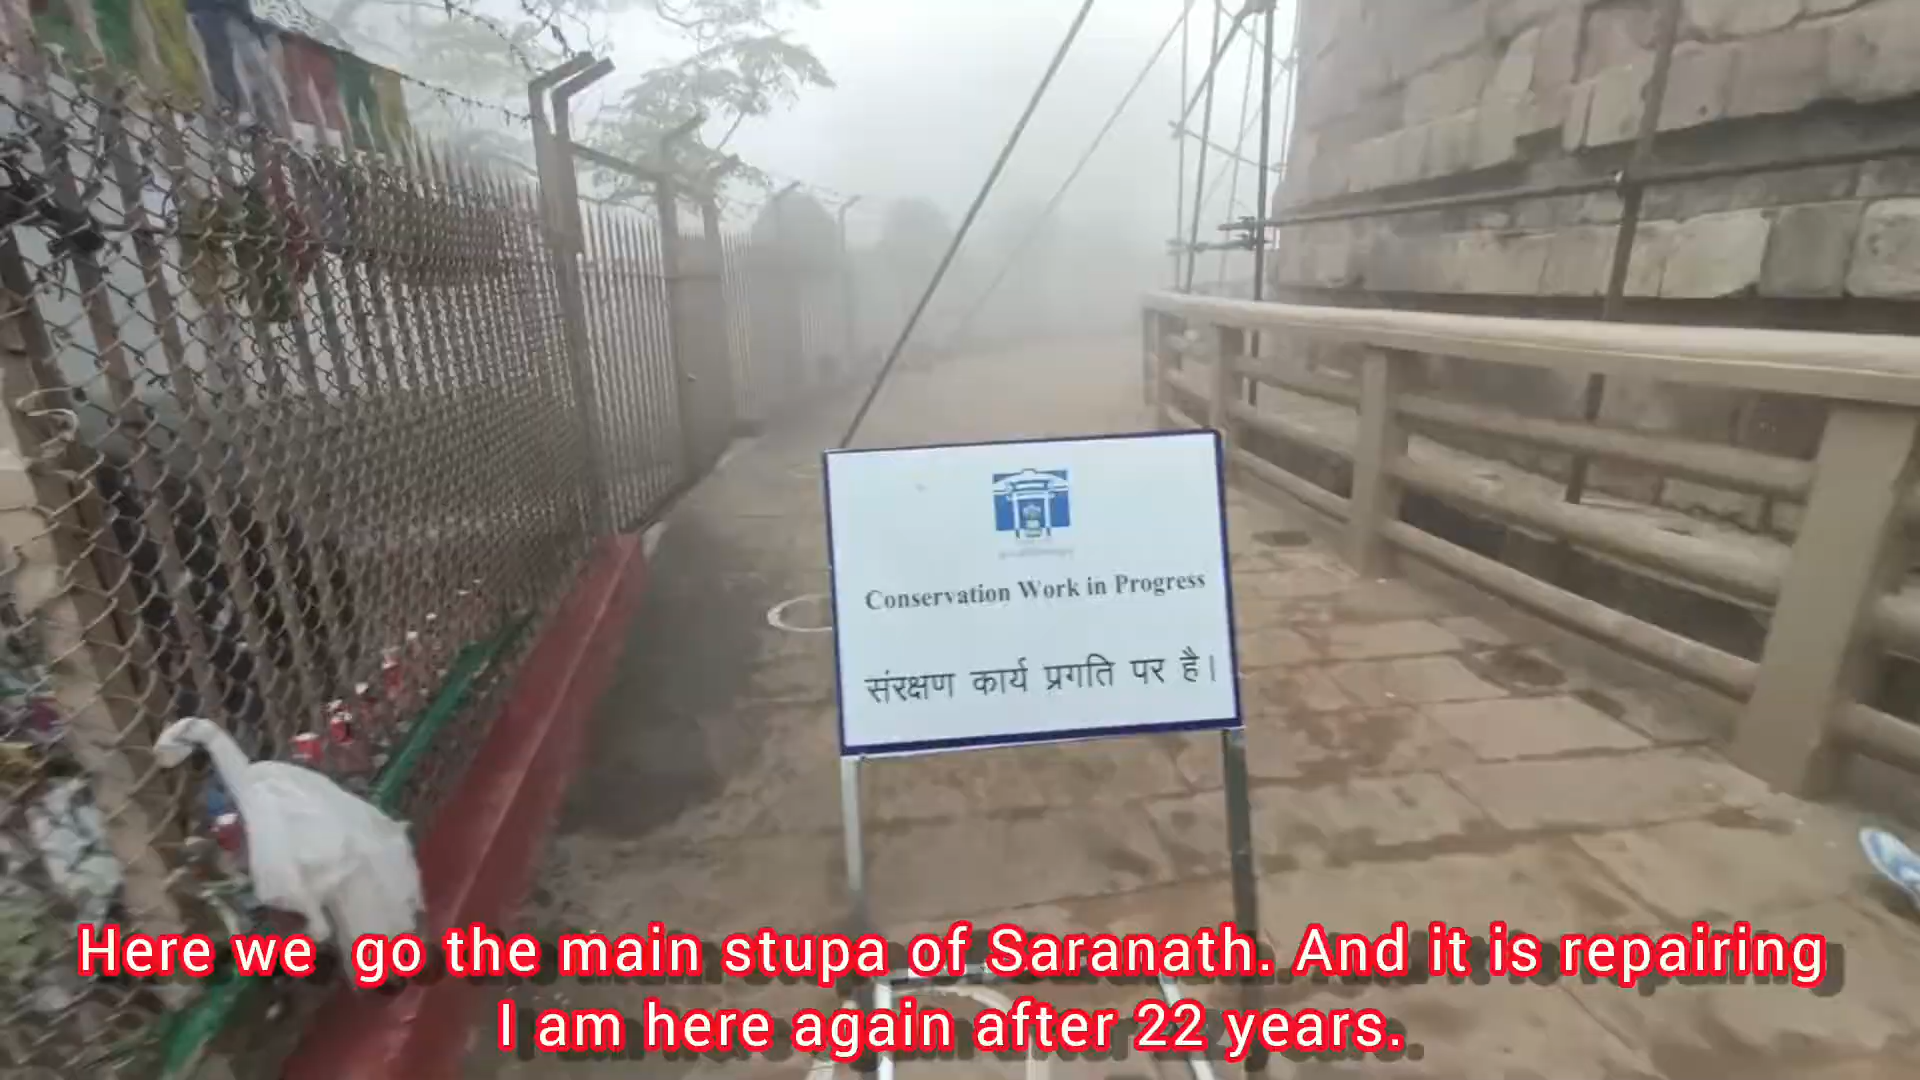 Conservation Work in Progress
संरक्षण कार्य प्रगति पर है।
Here we go the main stupa of Saranath. And it is repairing
I am here again after 22 years.